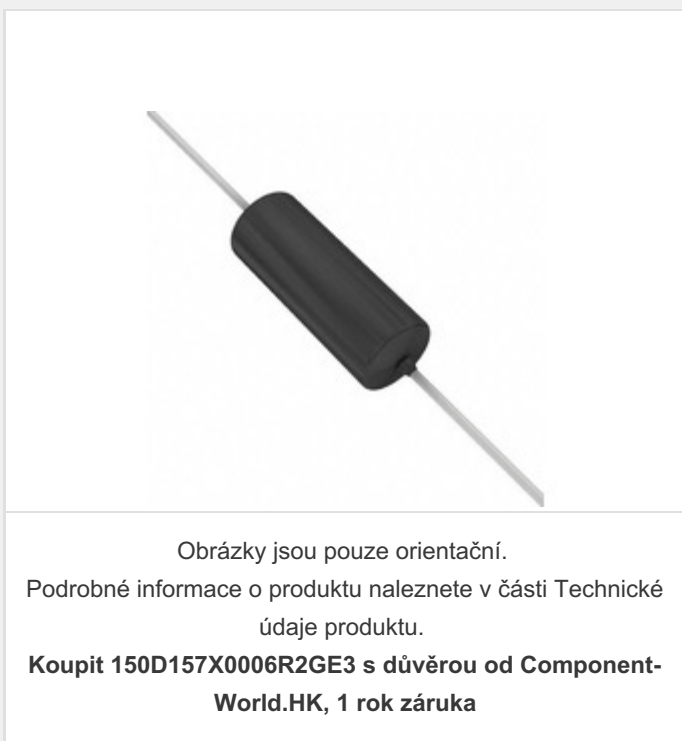 Obrázky jsou pouze orientační.
Podrobné informace o produktu naleznete v části Technické
údaje produktu.
Koupit 150D157X0006R2GE3 s důvěrou od Component-
World.HK, 1 rok záruka